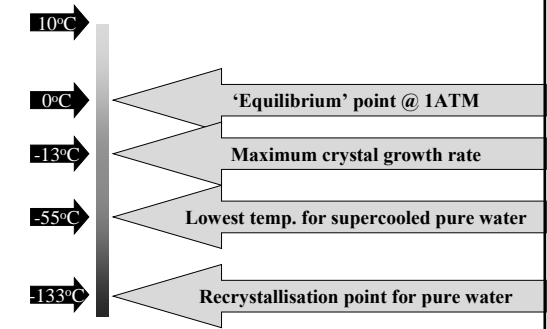 10°C
0°C
‘Equilibrium’ point @ 1ATM
-13°C
Maximum crystal growth rate
-55°C
Lowest temp. for supercooled pure water
-133°C
Recrystallisation point for pure water